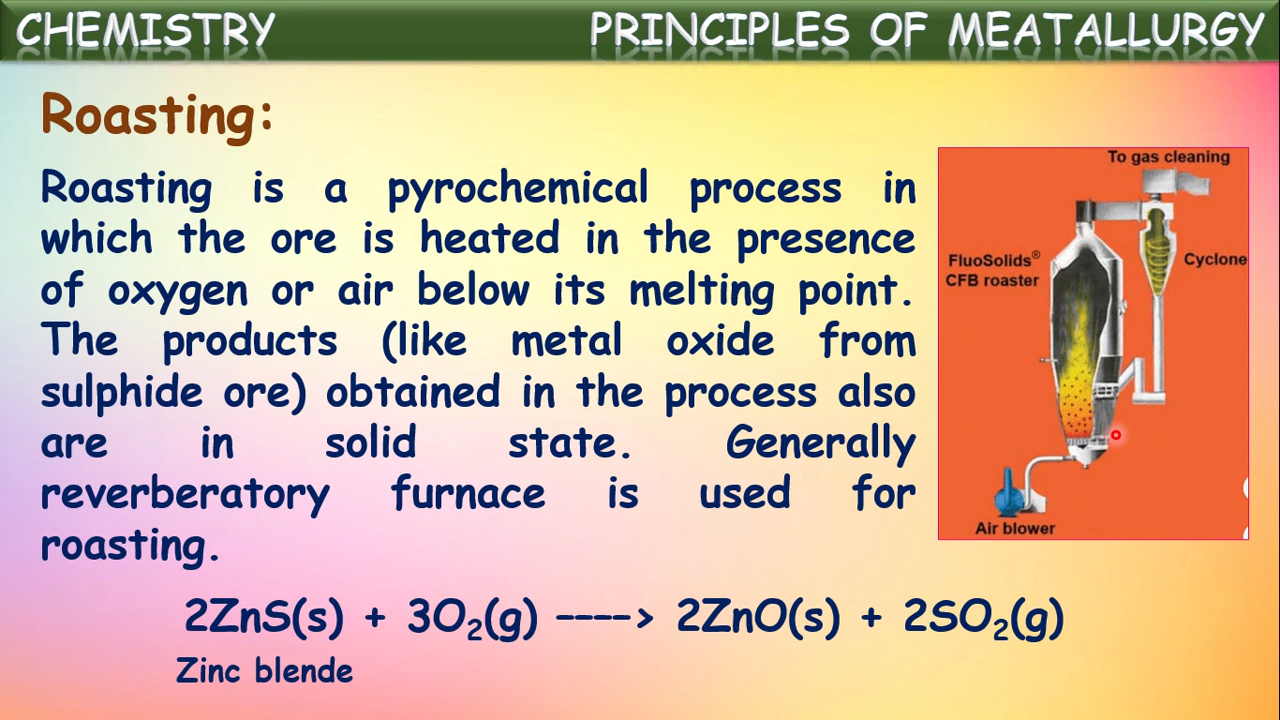 CHEMISTRY PRINCIPLES OF MEATALLURGY
Roasting:
Roasting is a pyrochemical process in
which the ore is heated in the presence
of oxygen or air below its melting point.
The products (like metal oxide from
sulphide ore) obtained in the process also
are in solid state. Generally
reverberatory furnace is used for
roasting.
To gas cleaning
FluoSolids®
CFB roaster
Cyclone
Air blower
2ZnS(s) + 3O₂(g) ––––> 2ZnO(s) + 2SO₂(g)
Zinc blende